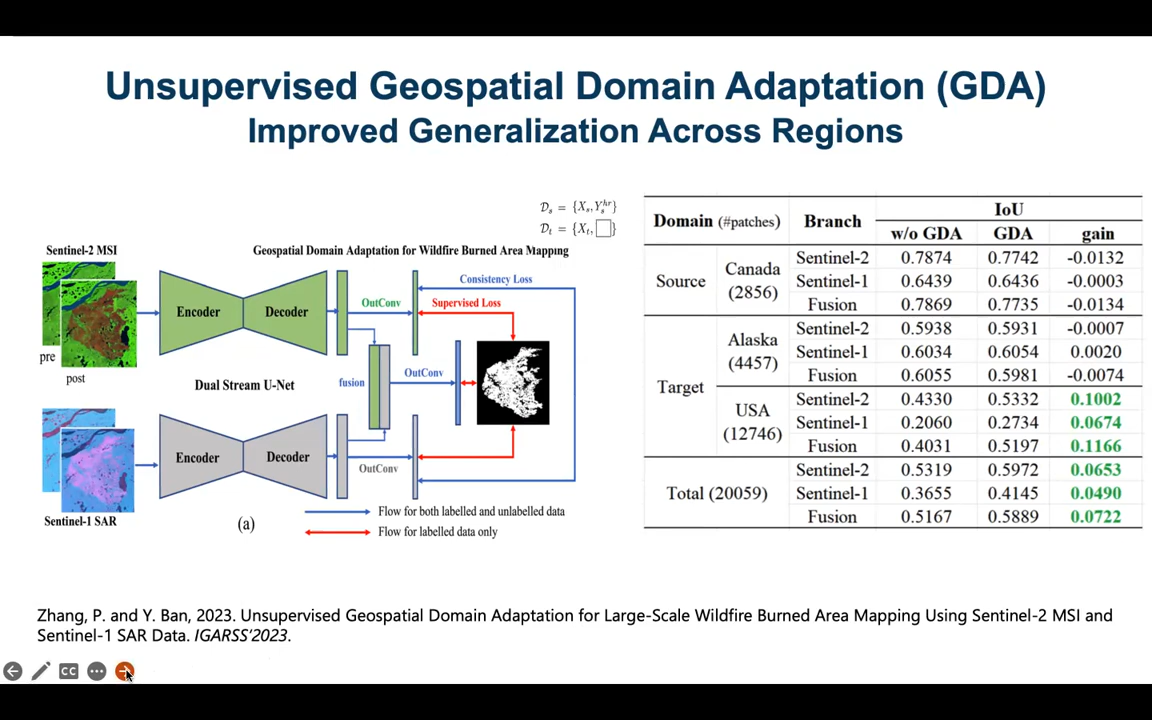 Unsupervised Geospatial Domain Adaptation (GDA)
Improved Generalization Across Regions
𝒟s = {Xs, Ys^hr}
𝒟t = {Xt, □}
Sentinel-2 MSI
Geospatial Domain Adaptation for Wildfire Burned Area Mapping
Consistency Loss
OutConv
Supervised Loss
Encoder
Decoder
pre
post
Dual Stream U-Net
fusion
OutConv
Encoder
Decoder
OutConv
Sentinel-1 SAR
(a)
Flow for both labelled and unlabelled data
Flow for labelled data only
Domain (#patches) Branch IoU
w/o GDA GDA gain
Source Canada (2856) Sentinel-2 0.7874 0.7742 -0.0132
Sentinel-1 0.6439 0.6436 -0.0003
Fusion 0.7869 0.7735 -0.0134
Target Alaska (4457) Sentinel-2 0.5938 0.5931 -0.0007
Sentinel-1 0.6034 0.6054 0.0020
Fusion 0.6055 0.5981 -0.0074
USA (12746) Sentinel-2 0.4330 0.5332 0.1002
Sentinel-1 0.2060 0.2734 0.0674
Fusion 0.4031 0.5197 0.1166
Total (20059) Sentinel-2 0.5319 0.5972 0.0653
Sentinel-1 0.3655 0.4145 0.0490
Fusion 0.5167 0.5889 0.0722
Zhang, P. and Y. Ban, 2023. Unsupervised Geospatial Domain Adaptation for Large-Scale Wildfire Burned Area Mapping Using Sentinel-2 MSI and
Sentinel-1 SAR Data. IGARSS'2023.
CC